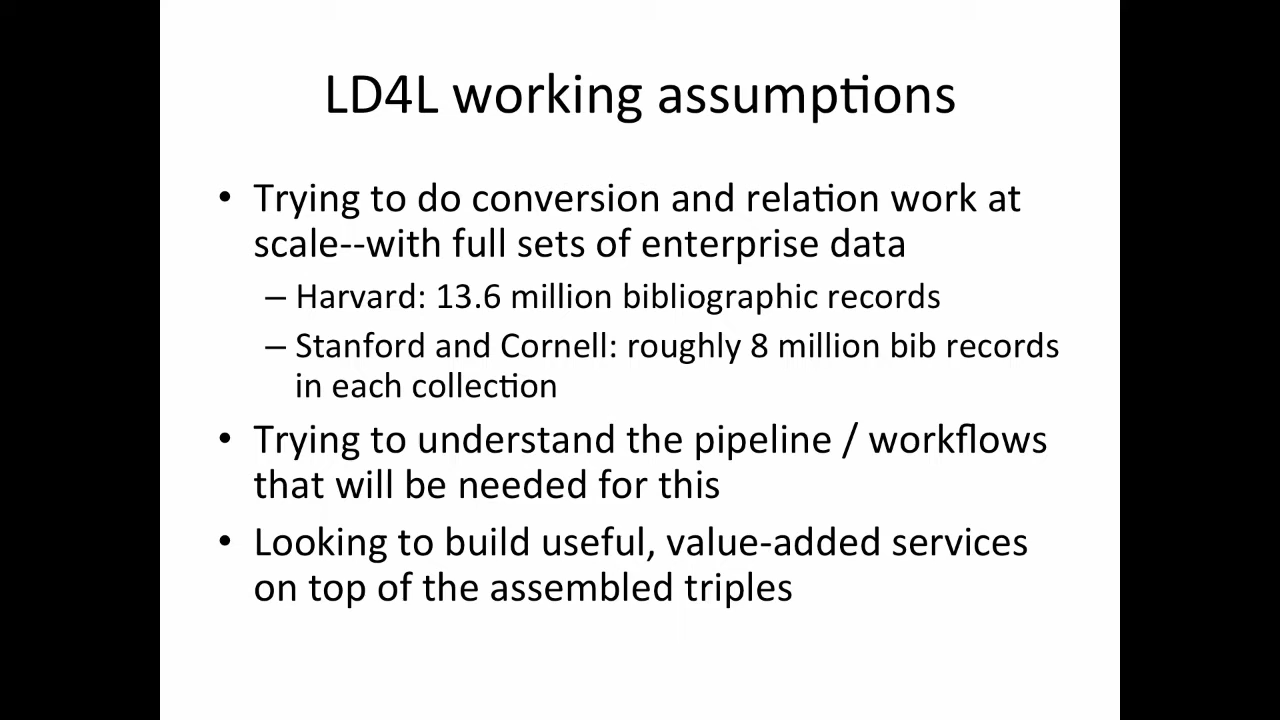 LD4L working assumptions
• Trying to do conversion and relation work at
scale--with full sets of enterprise data
– Harvard: 13.6 million bibliographic records
– Stanford and Cornell: roughly 8 million bib records
in each collection
• Trying to understand the pipeline / workflows
that will be needed for this
• Looking to build useful, value-added services
on top of the assembled triples